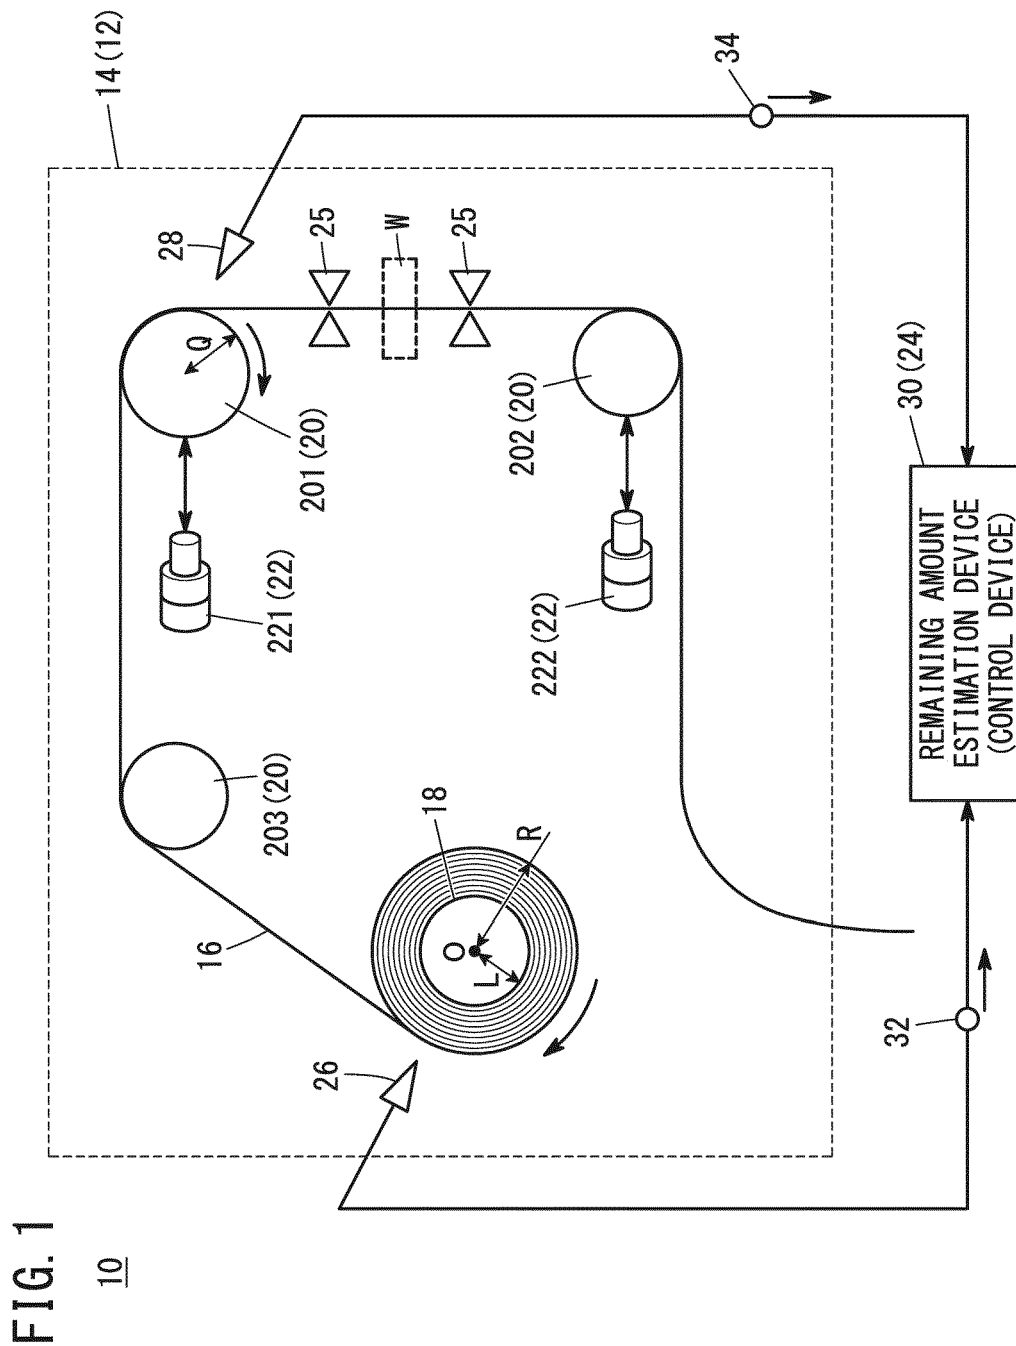 FIG. 1
10
14(12)
28
25
W
25
34
Q
201(20)
202(20)
30(24)
221(22)
222(22)
REMAINING AMOUNT
ESTIMATION DEVICE
(CONTROL DEVICE)
203(20)
18
R
O
L
16
26
32